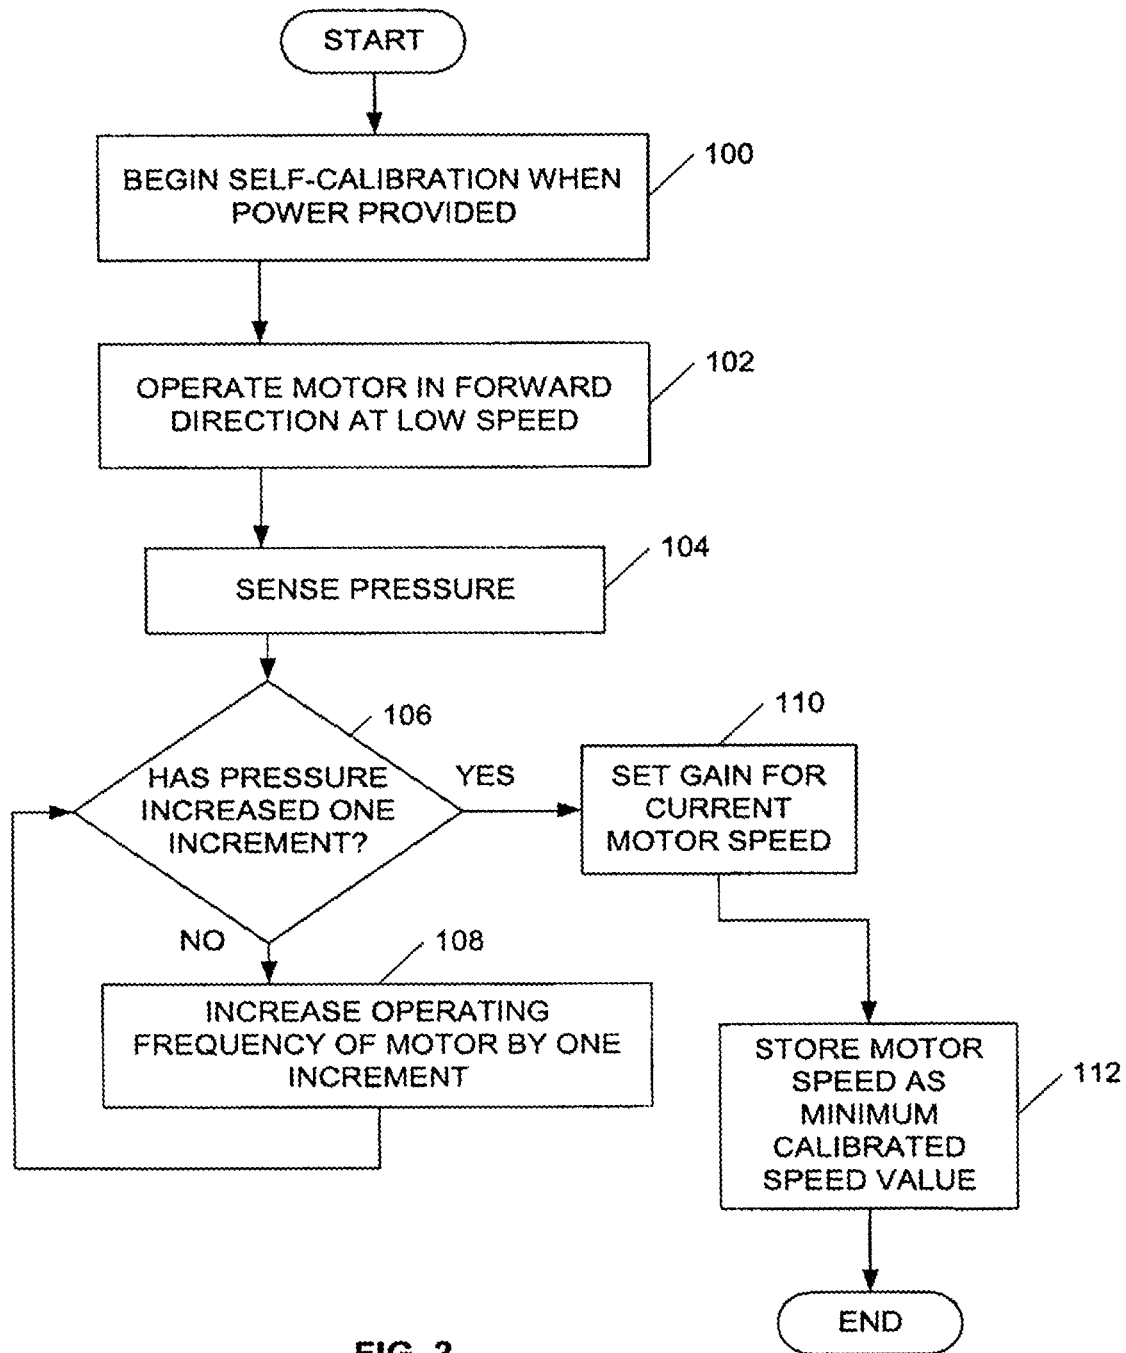 START
BEGIN SELF-CALIBRATION WHEN
POWER PROVIDED
100
OPERATE MOTOR IN FORWARD
DIRECTION AT LOW SPEED
102
SENSE PRESSURE
104
HAS PRESSURE
INCREASED ONE
INCREMENT?
106
YES
NO
SET GAIN FOR
CURRENT
MOTOR SPEED
110
INCREASE OPERATING
FREQUENCY OF MOTOR BY ONE
INCREMENT
108
STORE MOTOR
SPEED AS
MINIMUM
CALIBRATED
SPEED VALUE
112
END
FIG. 2